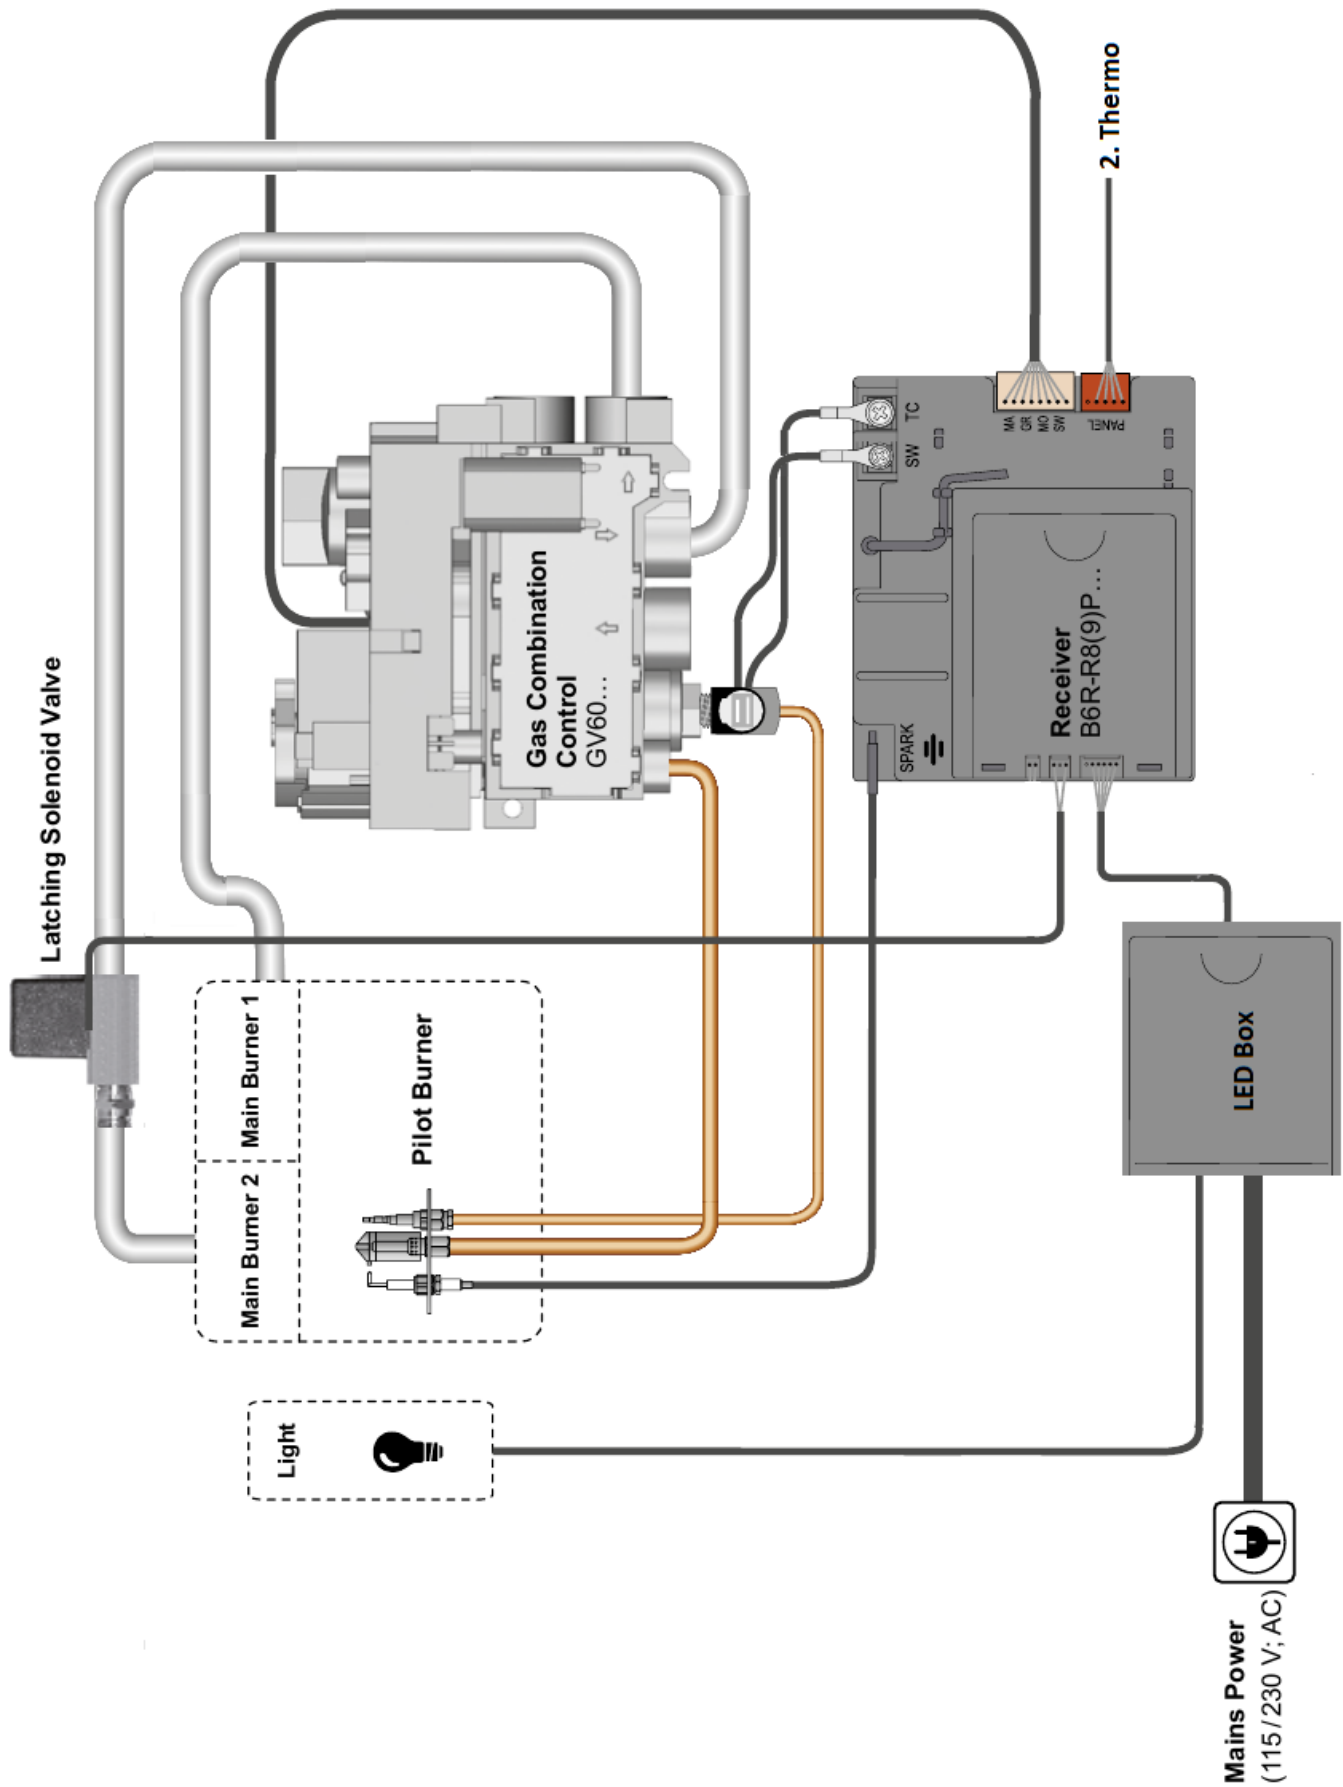 Latching Solenoid Valve
Main Burner 2
Main Burner 1
Pilot Burner
Light
Gas Combination
Control
GV60...
2. Thermo
TC
SW
MA
GR
MO
SW
PANEL
SPARK
Receiver
B6R-R8(9)P...
LED Box
Mains Power
(115/230 V; AC)